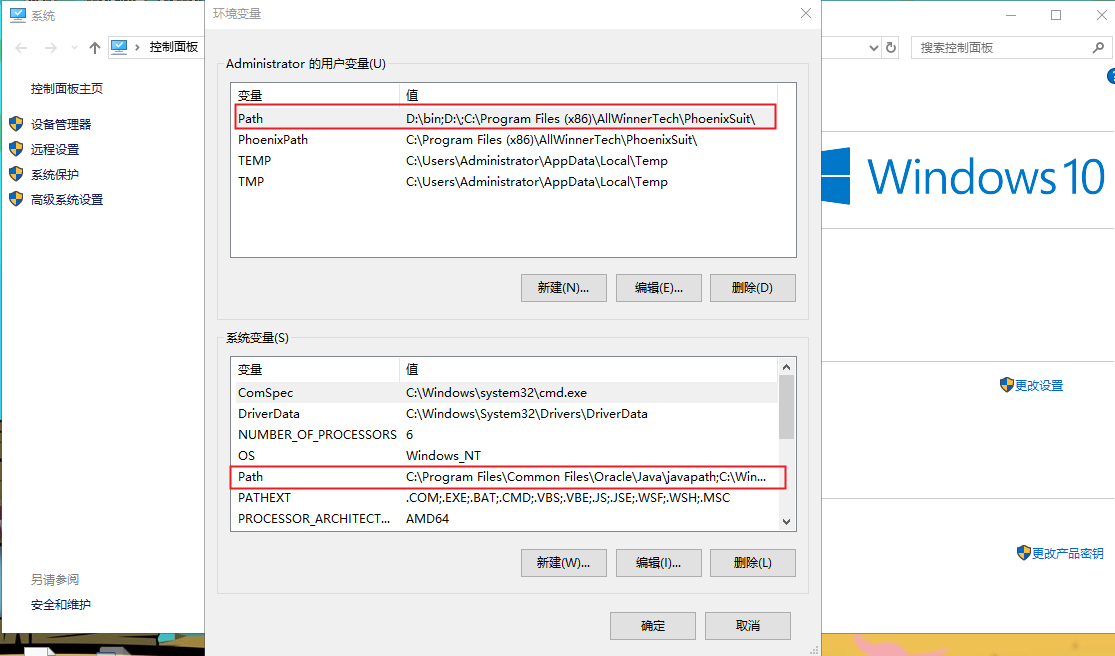 系统
环境变量
控制面板
搜索控制面板
控制面板主页
设备管理器
远程设置
系统保护
高级系统设置
Administrator 的用户变量(U)
变量 值
Path D:\bin;D:\;C:\Program Files (x86)\AllWinnerTech\PhoenixSuit\
PhoenixPath C:\Program Files (x86)\AllWinnerTech\PhoenixSuit\
TEMP C:\Users\Administrator\AppData\Local\Temp
TMP C:\Users\Administrator\AppData\Local\Temp
新建(N)... 编辑(E)... 删除(D)
Windows 10
系统变量(S)
变量 值
ComSpec C:\Windows\system32\cmd.exe
DriverData C:\Windows\System32\Drivers\DriverData
NUMBER_OF_PROCESSORS 6
OS Windows_NT
Path C:\Program Files\Common Files\Oracle\Java\javapath;C:\Win...
PATHEXT .COM;.EXE;.BAT;.CMD;.VBS;.VBE;.JS;.JSE;.WSF;.WSH;.MSC
PROCESSOR_ARCHITECT... AMD64
新建(W)... 编辑(I)... 删除(L)
确定 取消
更改设置
更改产品密钥
另请参阅
安全和维护